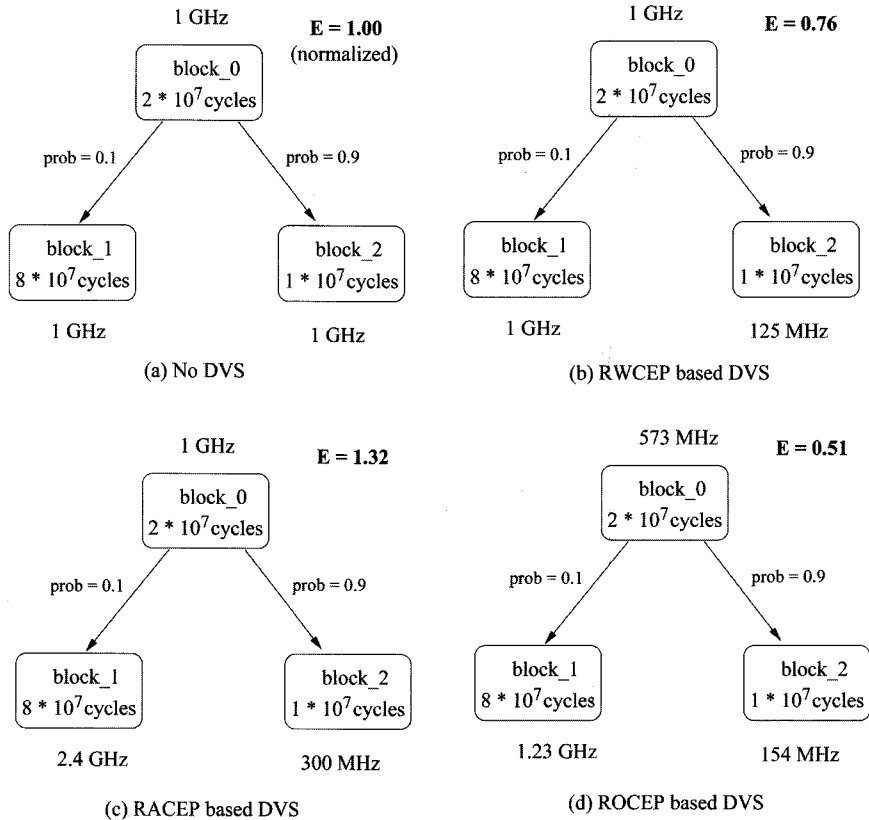 1 GHz
E = 1.00
(normalized)
block_0
2 * 10^7 cycles
prob = 0.1
prob = 0.9
block_1
8 * 10^7 cycles
block_2
1 * 10^7 cycles
1 GHz
1 GHz
(a) No DVS
1 GHz
E = 0.76
block_0
2 * 10^7 cycles
prob = 0.1
prob = 0.9
block_1
8 * 10^7 cycles
block_2
1 * 10^7 cycles
1 GHz
125 MHz
(b) RWCEP based DVS
1 GHz
E = 1.32
block_0
2 * 10^7 cycles
prob = 0.1
prob = 0.9
block_1
8 * 10^7 cycles
block_2
1 * 10^7 cycles
2.4 GHz
300 MHz
(c) RACEP based DVS
573 MHz
E = 0.51
block_0
2 * 10^7 cycles
prob = 0.1
prob = 0.9
block_1
8 * 10^7 cycles
block_2
1 * 10^7 cycles
1.23 GHz
154 MHz
(d) ROCEP based DVS